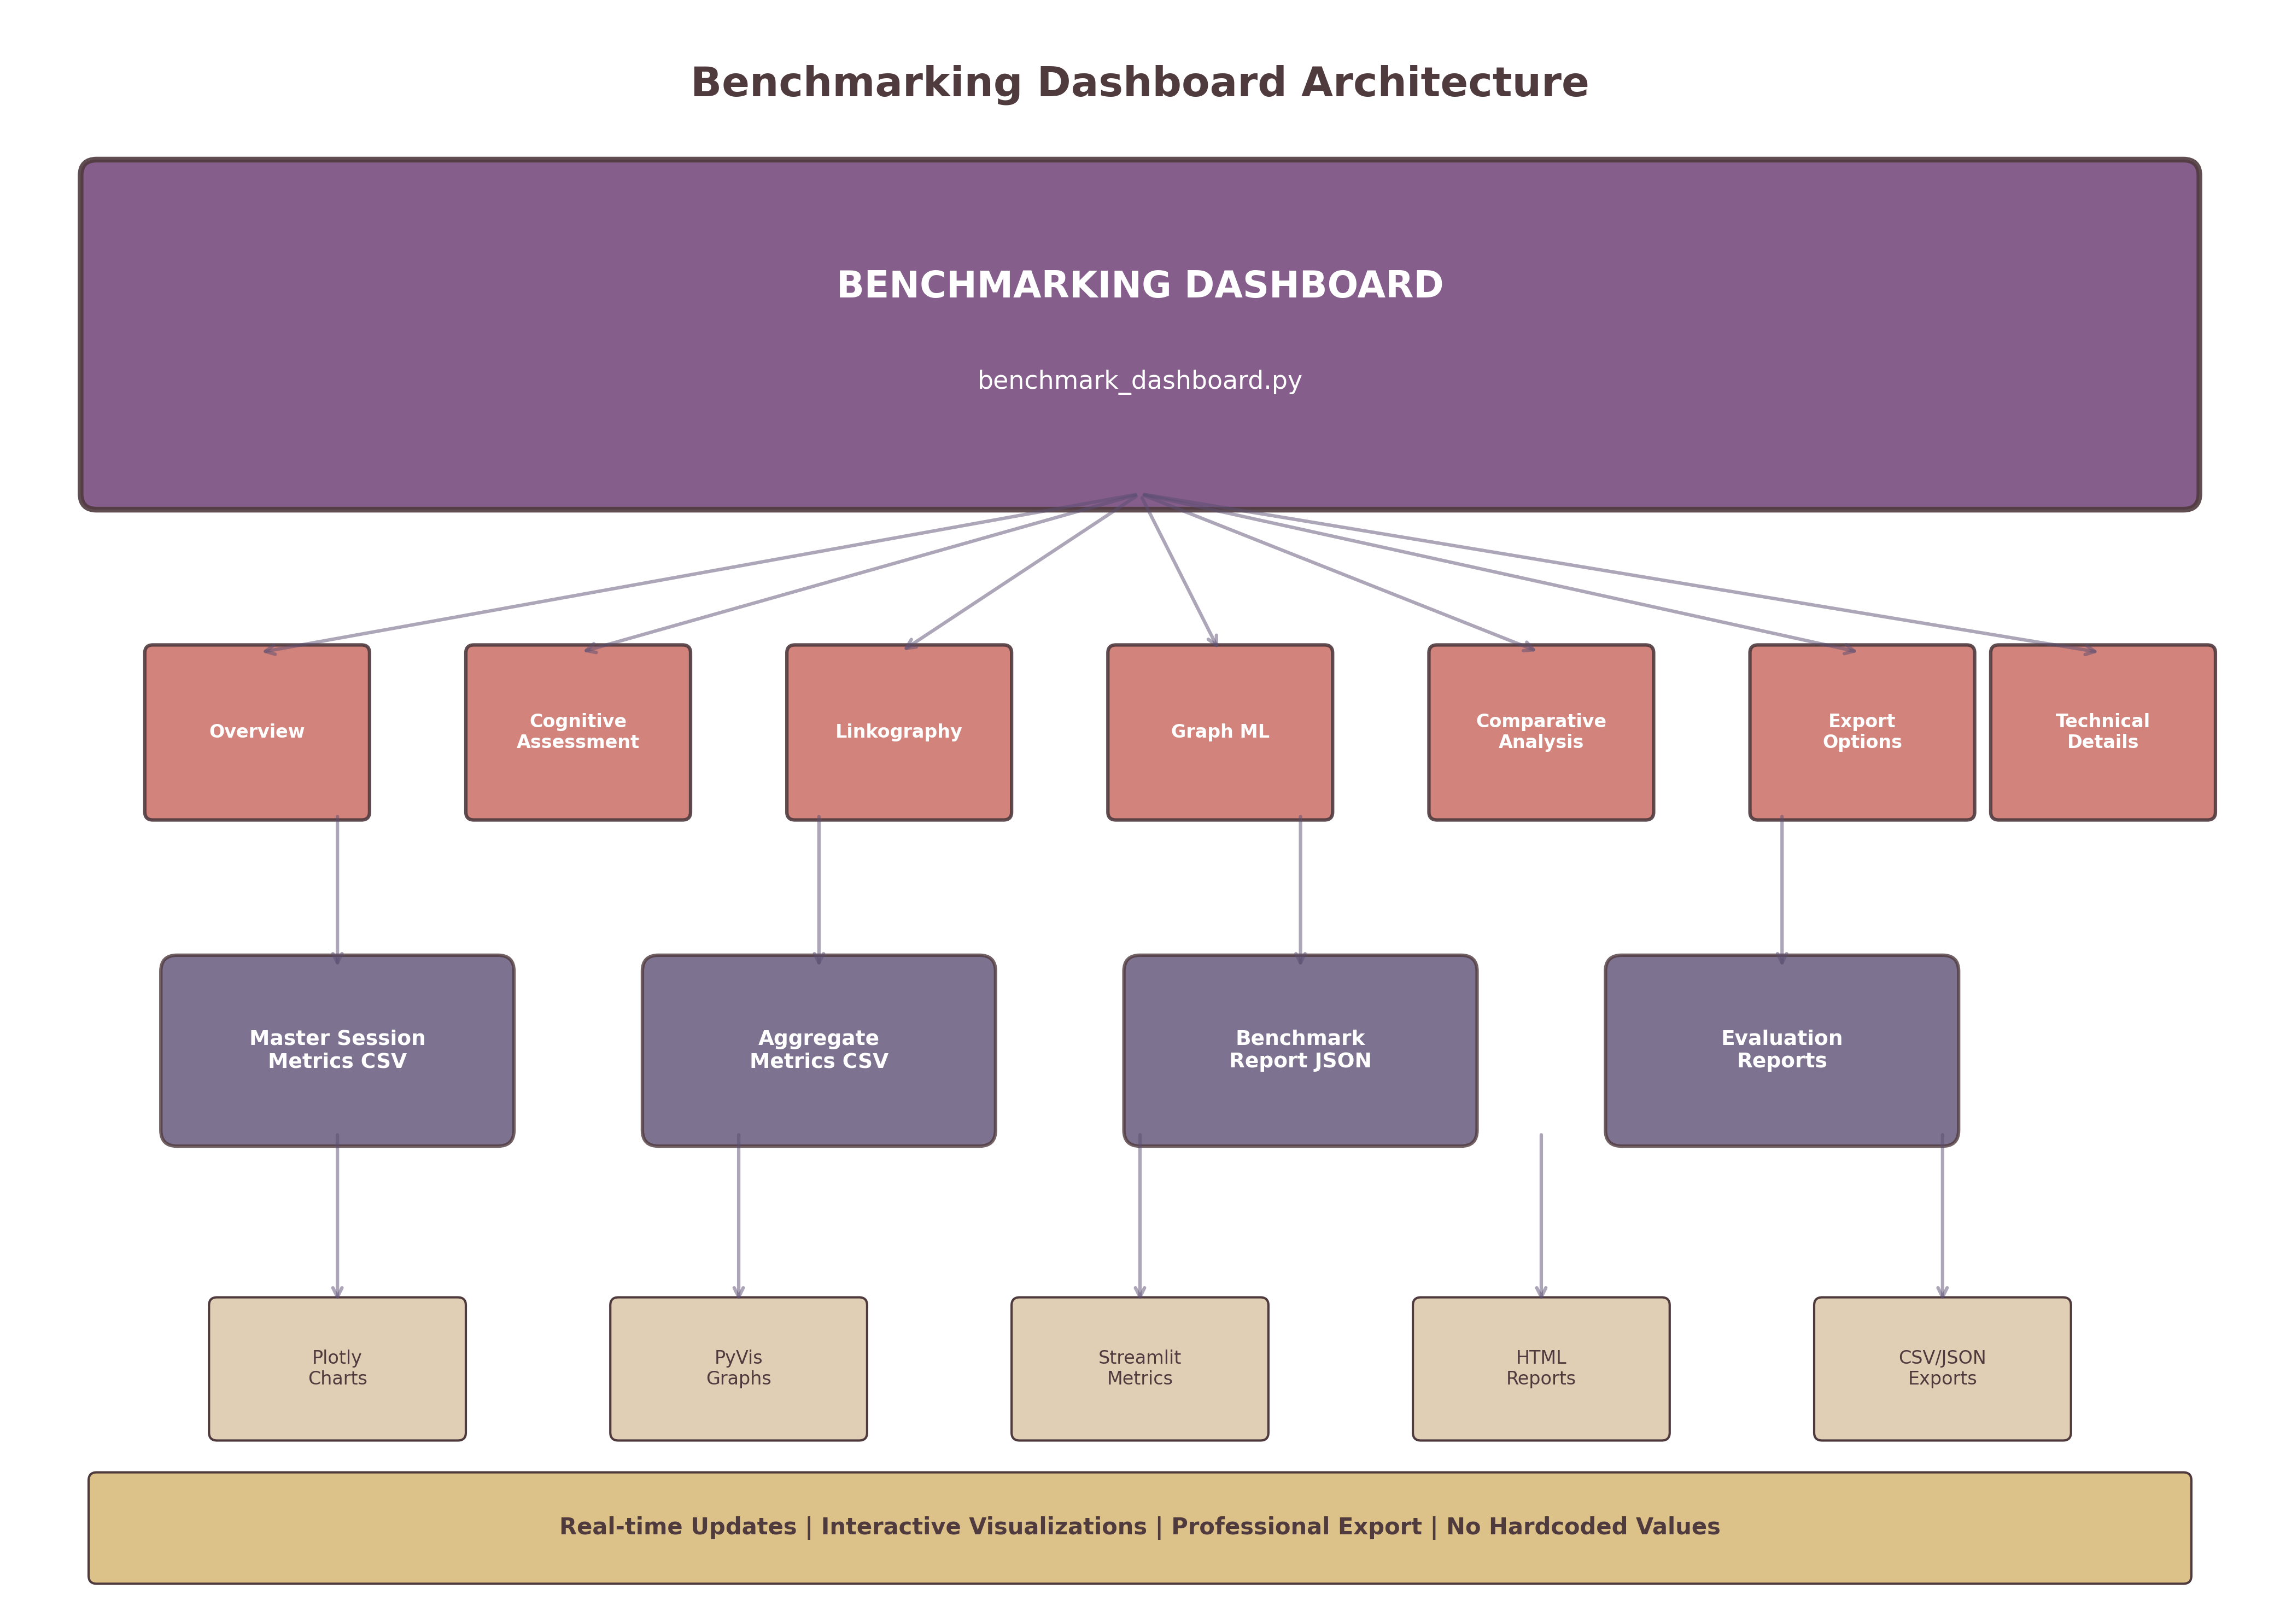 Benchmarking Dashboard Architecture
BENCHMARKING DASHBOARD
benchmark_dashboard.py
Overview
Cognitive
Assessment
Linkography
Graph ML
Comparative
Analysis
Export
Options
Technical
Details
Master Session
Metrics CSV
Aggregate
Metrics CSV
Benchmark
Report JSON
Evaluation
Reports
Plotly
Charts
PyVis
Graphs
Streamlit
Metrics
HTML
Reports
CSV/JSON
Exports
Real-time Updates | Interactive Visualizations | Professional Export | No Hardcoded Values